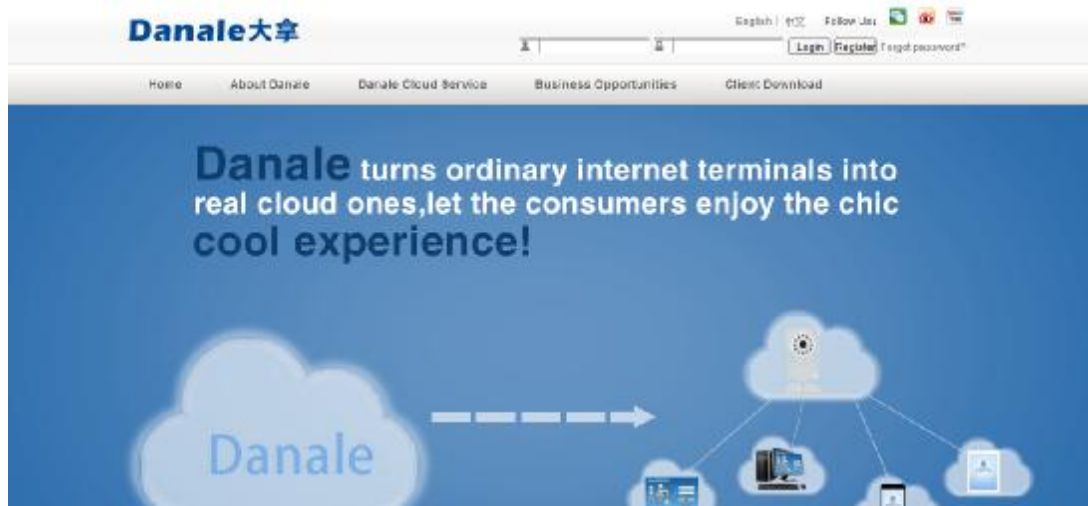 Danale大拿
English | 中文 Follow Us:
Login Register Forgot password?
Home About Danale Danale Cloud Service Business Opportunities Client Download
Danale turns ordinary internet terminals into
real cloud ones,let the consumers enjoy the chic
cool experience!
Danale